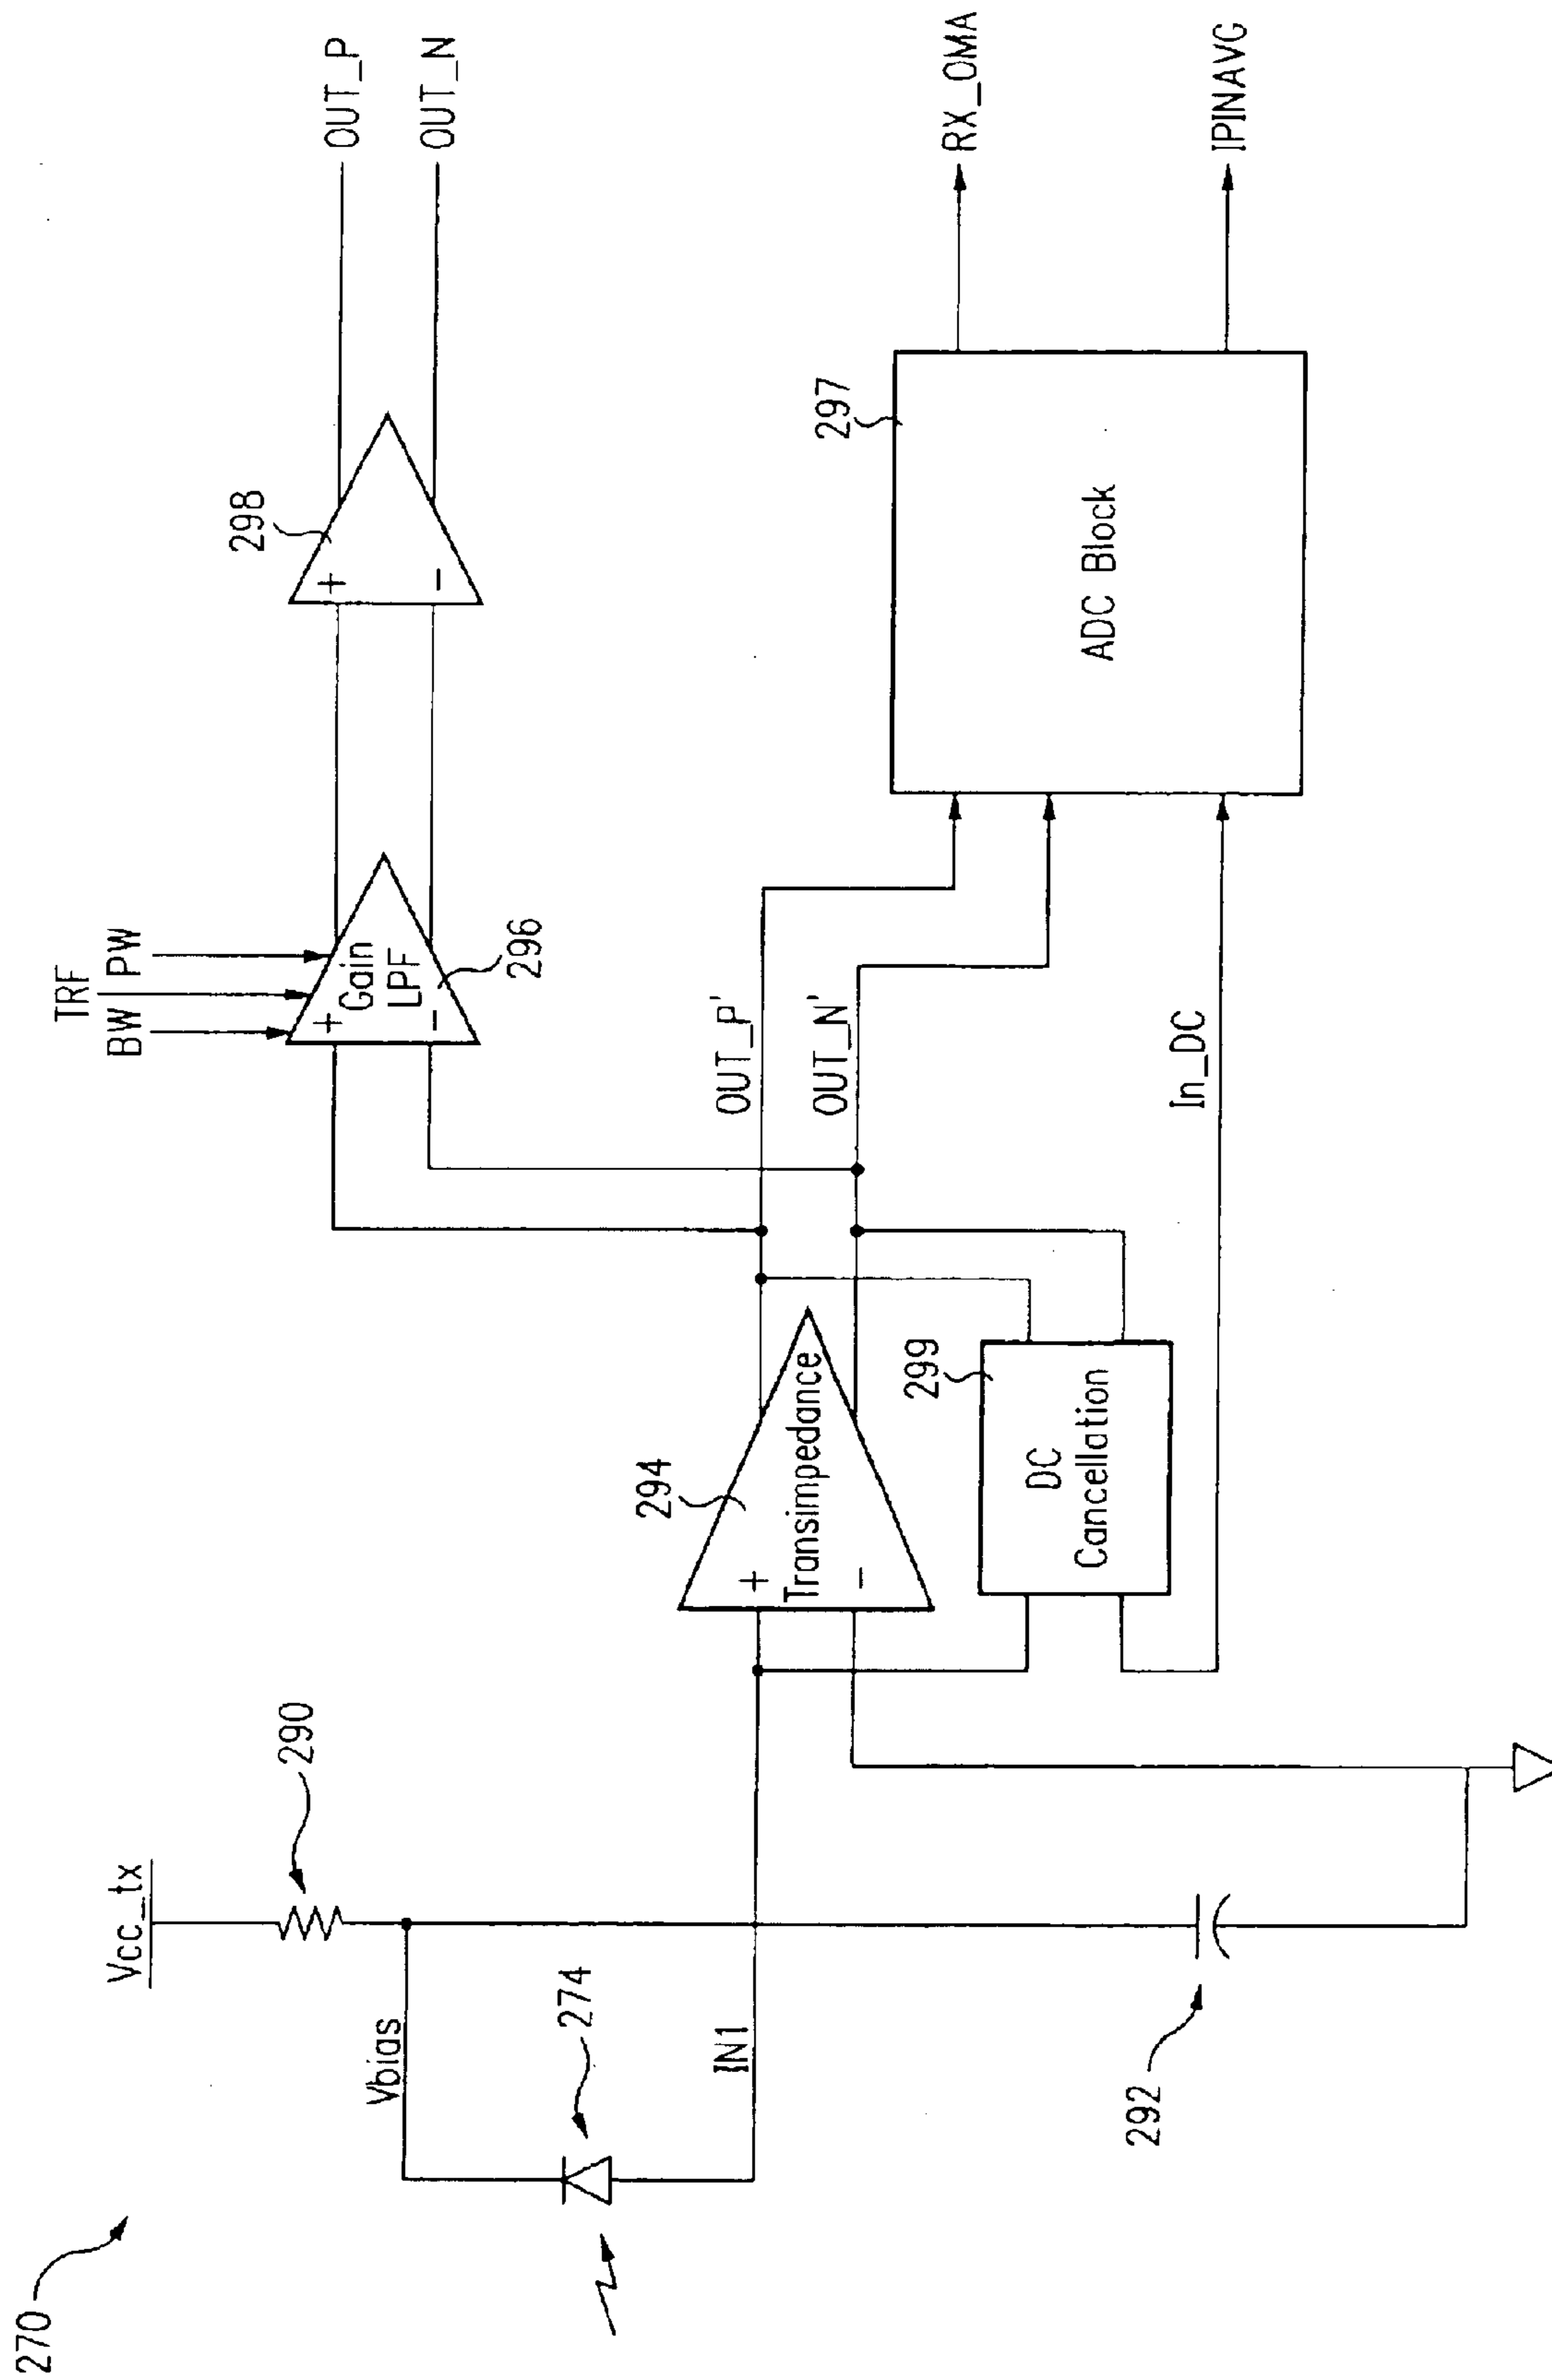 270
Vcc_tx
290
Vbias
274
IN1
292
294
+
Transimpedance
−
299
DC
Cancellation
OUT_P'
OUT_N'
In_DC
BW
TRF
PW
+
Gain
LPF
−
296
298
+
−
OUT_P
OUT_N
297
ADC Block
RX_OMA
IPINAVG